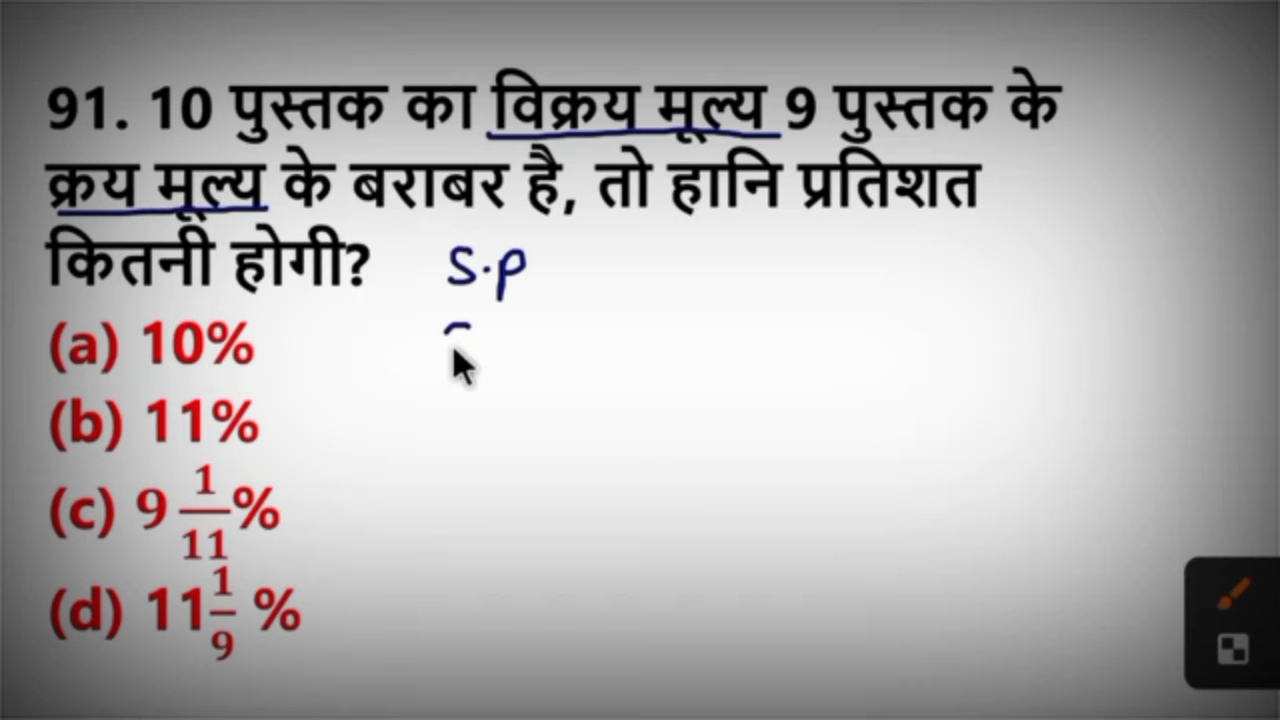 91. 10 पुस्तक का विक्रय मूल्य 9 पुस्तक के
क्रय मूल्य के बराबर है, तो हानि प्रतिशत
कितनी होगी?
S.P
(a) 10%
(b) 11%
(c) 9 1/11%
(d) 11 1/9 %